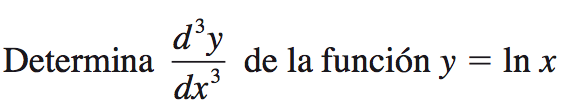 Determina d³y/dx³ de la función y = ln x